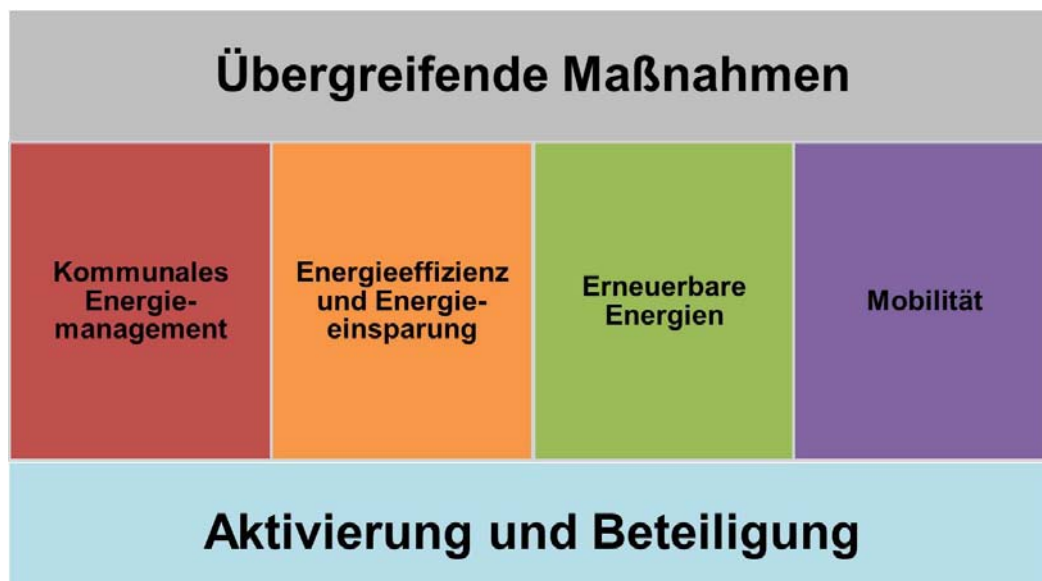 Übergreifende Maßnahmen
Kommunales
Energie-
management
Energieeffizienz
und Energie-
einsparung
Erneuerbare
Energien
Mobilität
Aktivierung und Beteiligung